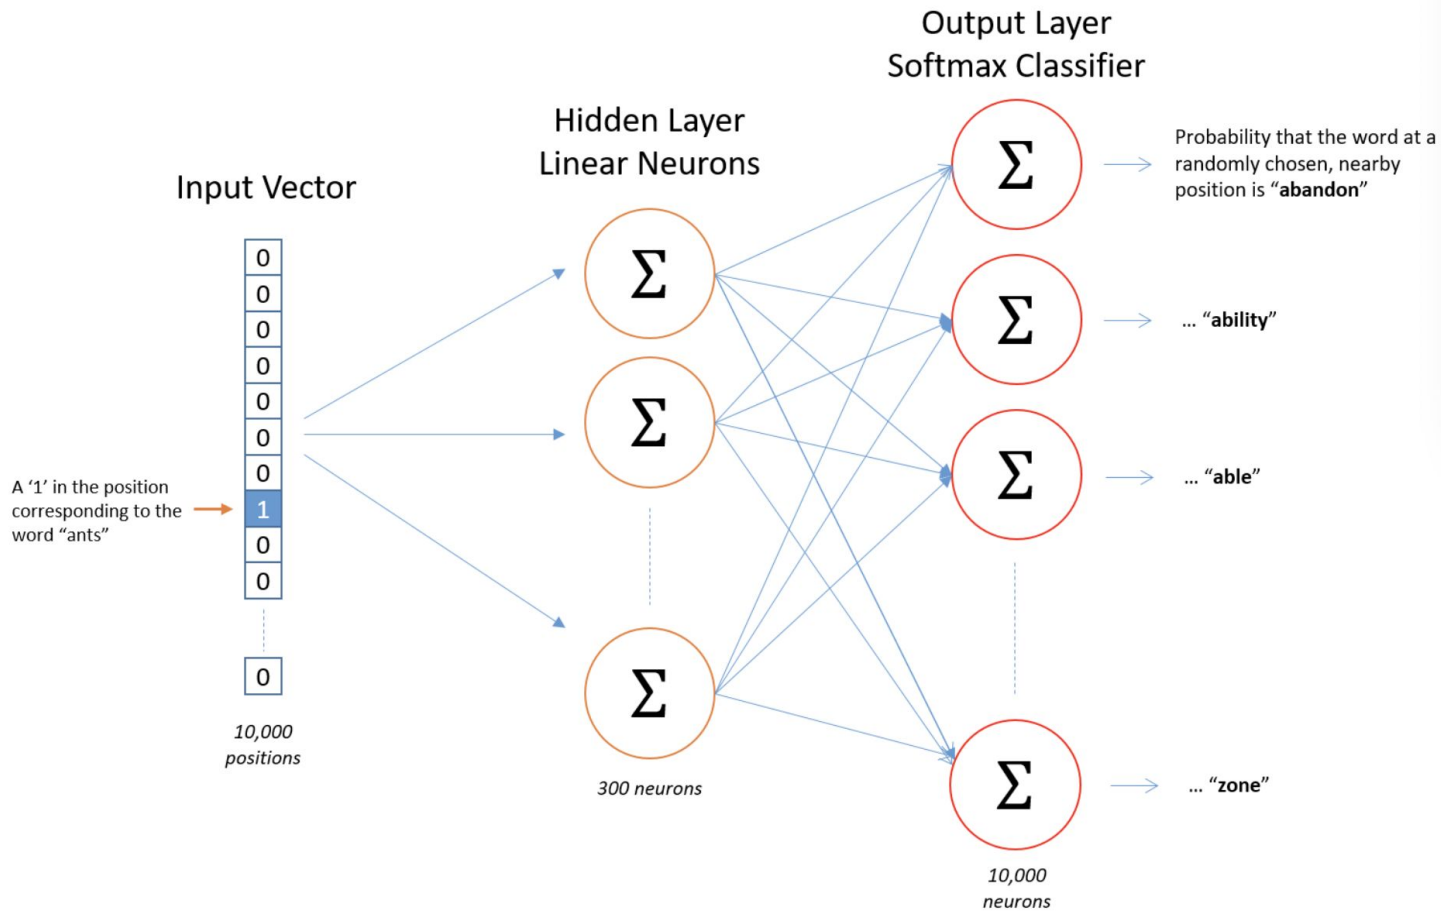 Output Layer
Softmax Classifier
Hidden Layer
Linear Neurons
Input Vector
0
0
0
0
0
0
0
1
0
0
0
A ‘1’ in the position
corresponding to the
word “ants”
10,000
positions
Σ
Σ
Σ
300 neurons
Σ
Σ
Σ
Σ
10,000
neurons
Probability that the word at a
randomly chosen, nearby
position is “abandon”
... “ability”
... “able”
... “zone”